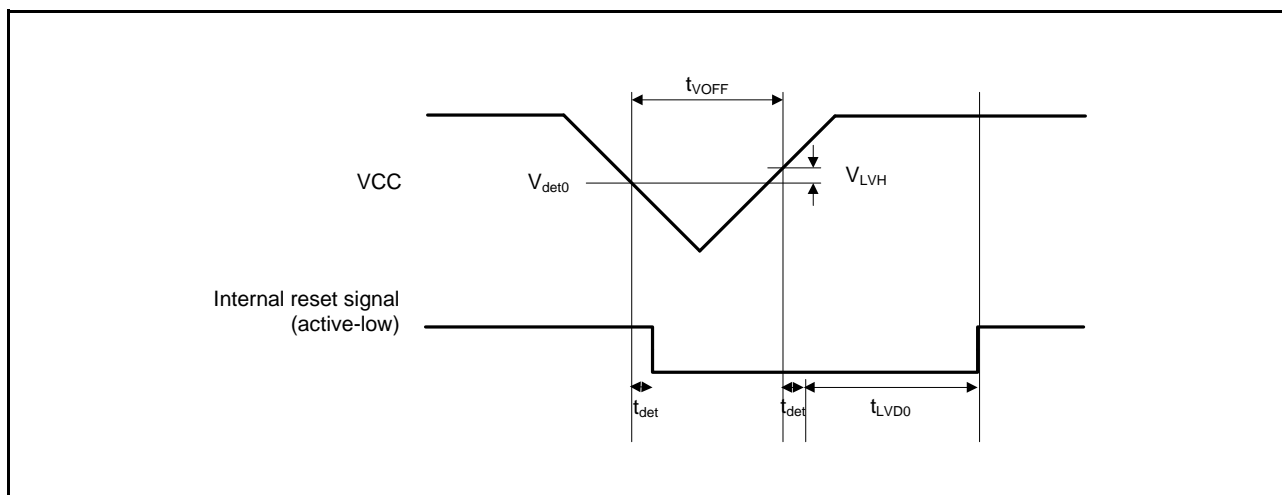 tVOFF
VCC
Vdet0
VLVH
Internal reset signal
(active-low)
tdet
tdet
tLVD0